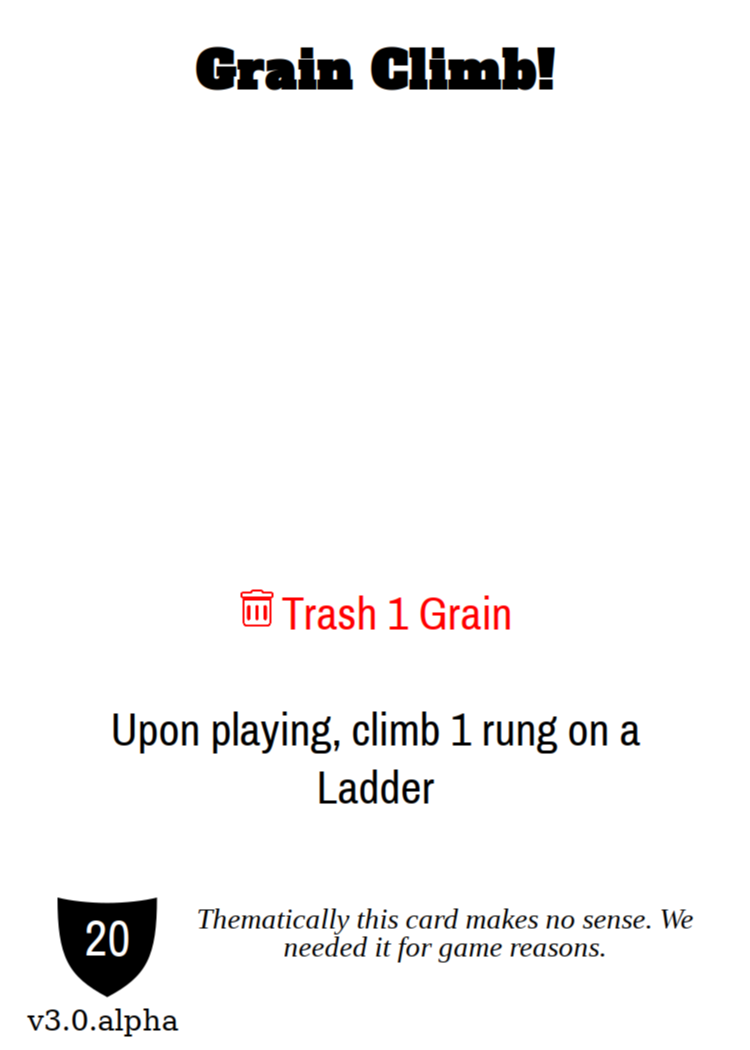 Grain Climb!
Trash 1 Grain
Upon playing, climb 1 rung on a
Ladder
20
Thematically this card makes no sense. We
needed it for game reasons.
v3.0.alpha